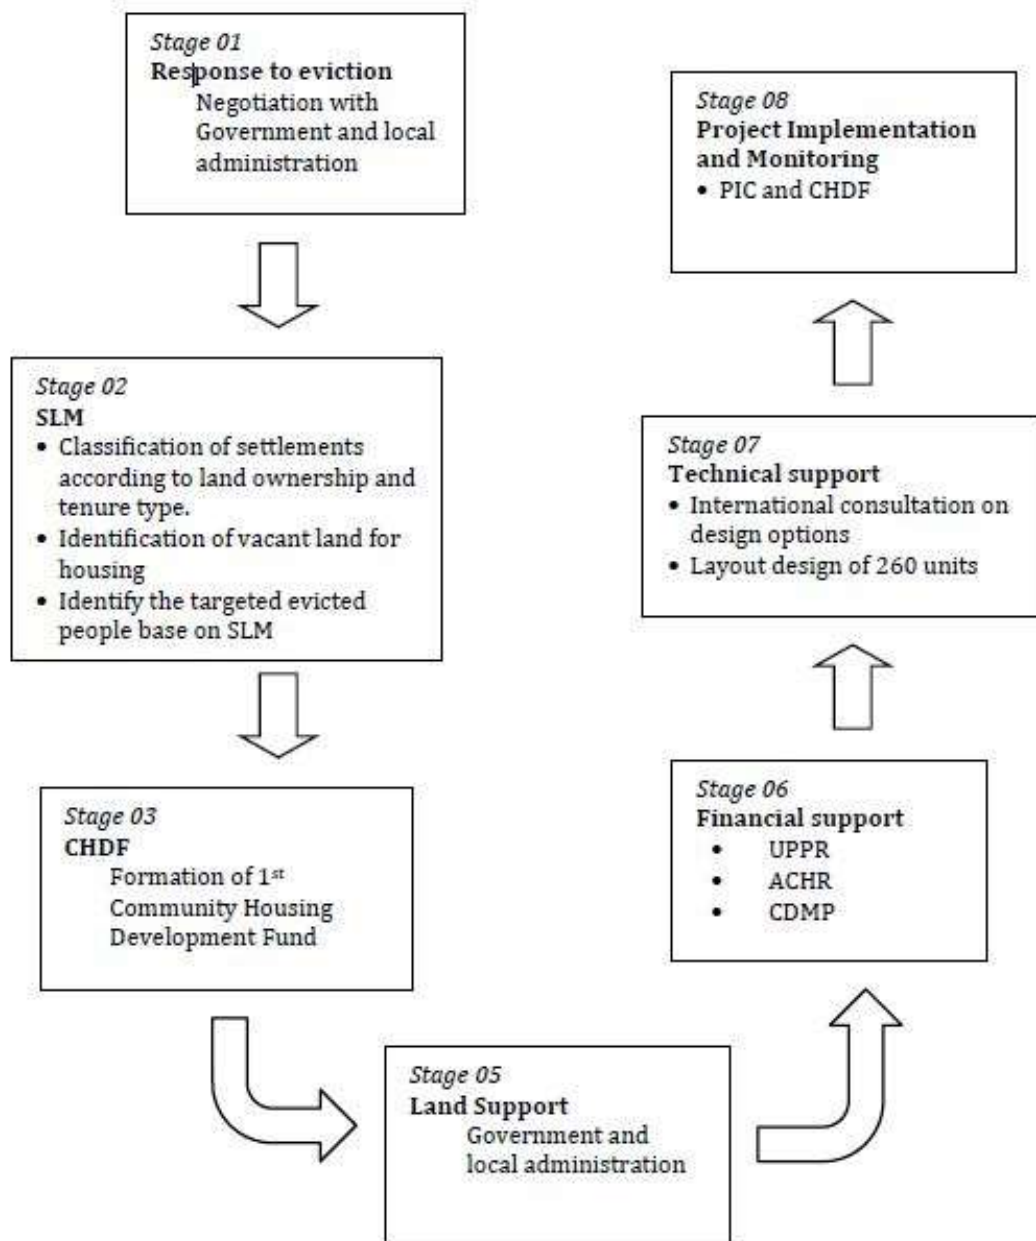 Stage 01
Response to eviction
Negotiation with
Government and local
administration
Stage 02
SLM
• Classification of settlements
according to land ownership and
tenure type.
• Identification of vacant land for
housing
• Identify the targeted evicted
people base on SLM
Stage 03
CHDF
Formation of 1st
Community Housing
Development Fund
Stage 05
Land Support
Government and
local administration
Stage 06
Financial support
• UPPR
• ACHR
• CDMP
Stage 07
Technical support
• International consultation on
design options
• Layout design of 260 units
Stage 08
Project Implementation
and Monitoring
• PIC and CHDF